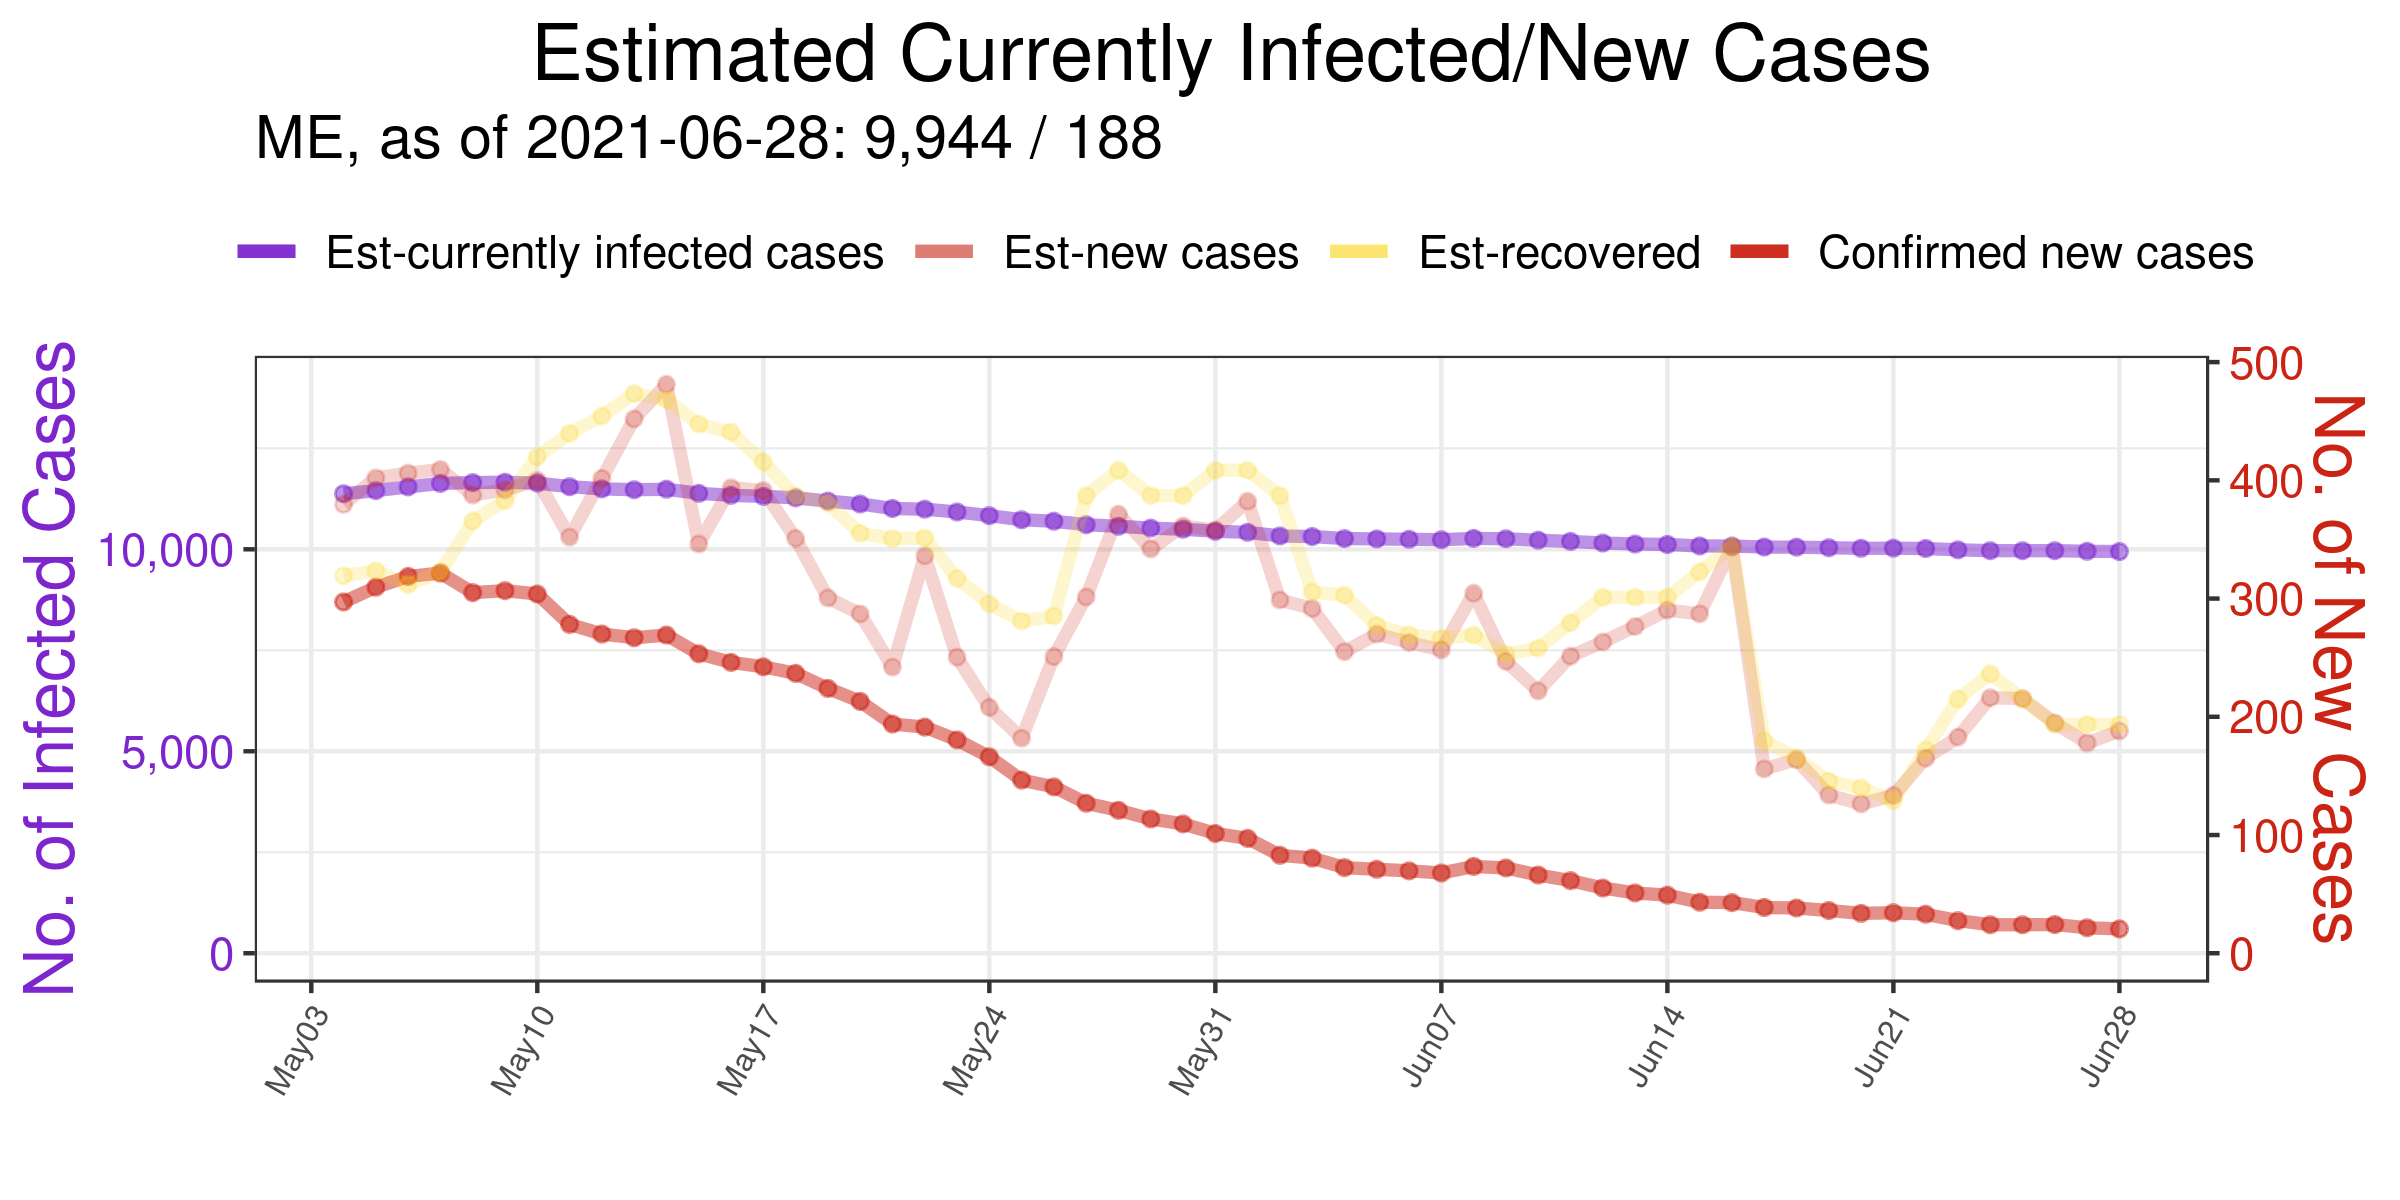 Estimated Currently Infected/New Cases
ME, as of 2021-06-28: 9,944 / 188
Est-currently infected cases Est-new cases Est-recovered Confirmed new cases
No. of Infected Cases
10,000
5,000
0
500
400
300
200
100
0
No. of New Cases
May03 May10 May17 May24 May31 Jun07 Jun14 Jun21 Jun28